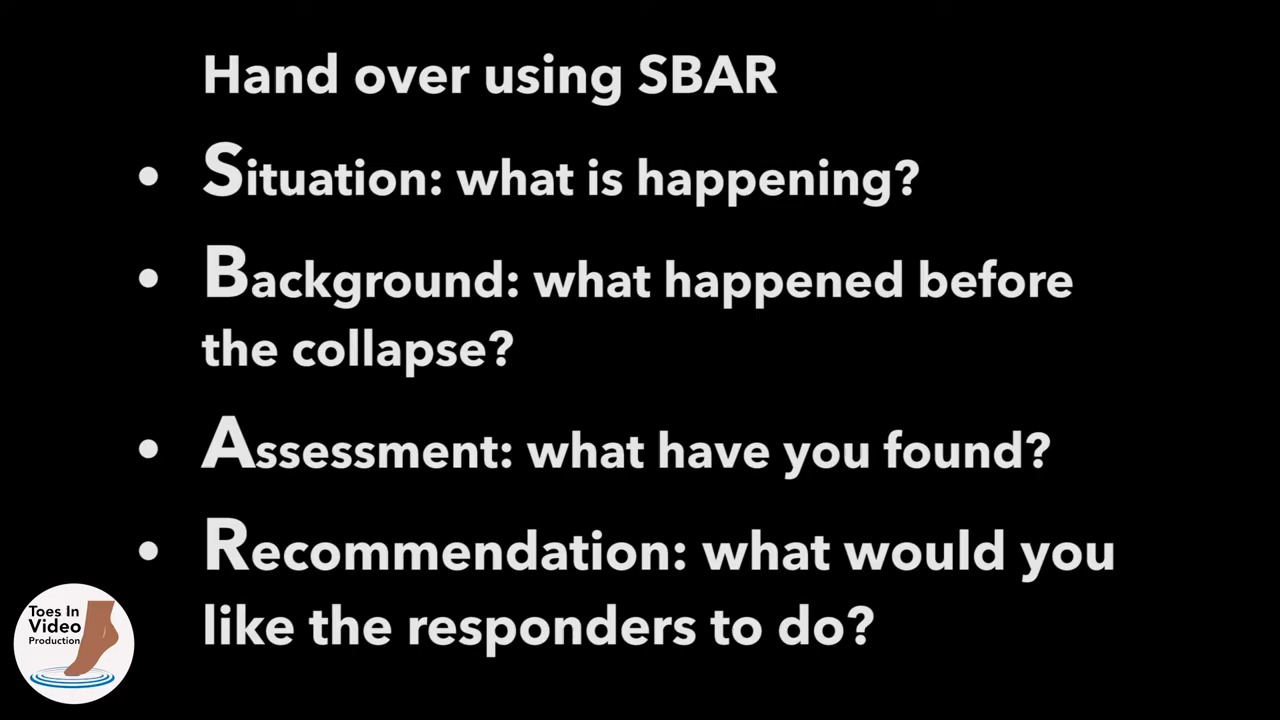 Hand over using SBAR
• Situation: what is happening?
• Background: what happened before
the collapse?
• Assessment: what have you found?
• Recommendation: what would you
like the responders to do?
Toes In
Video
Production